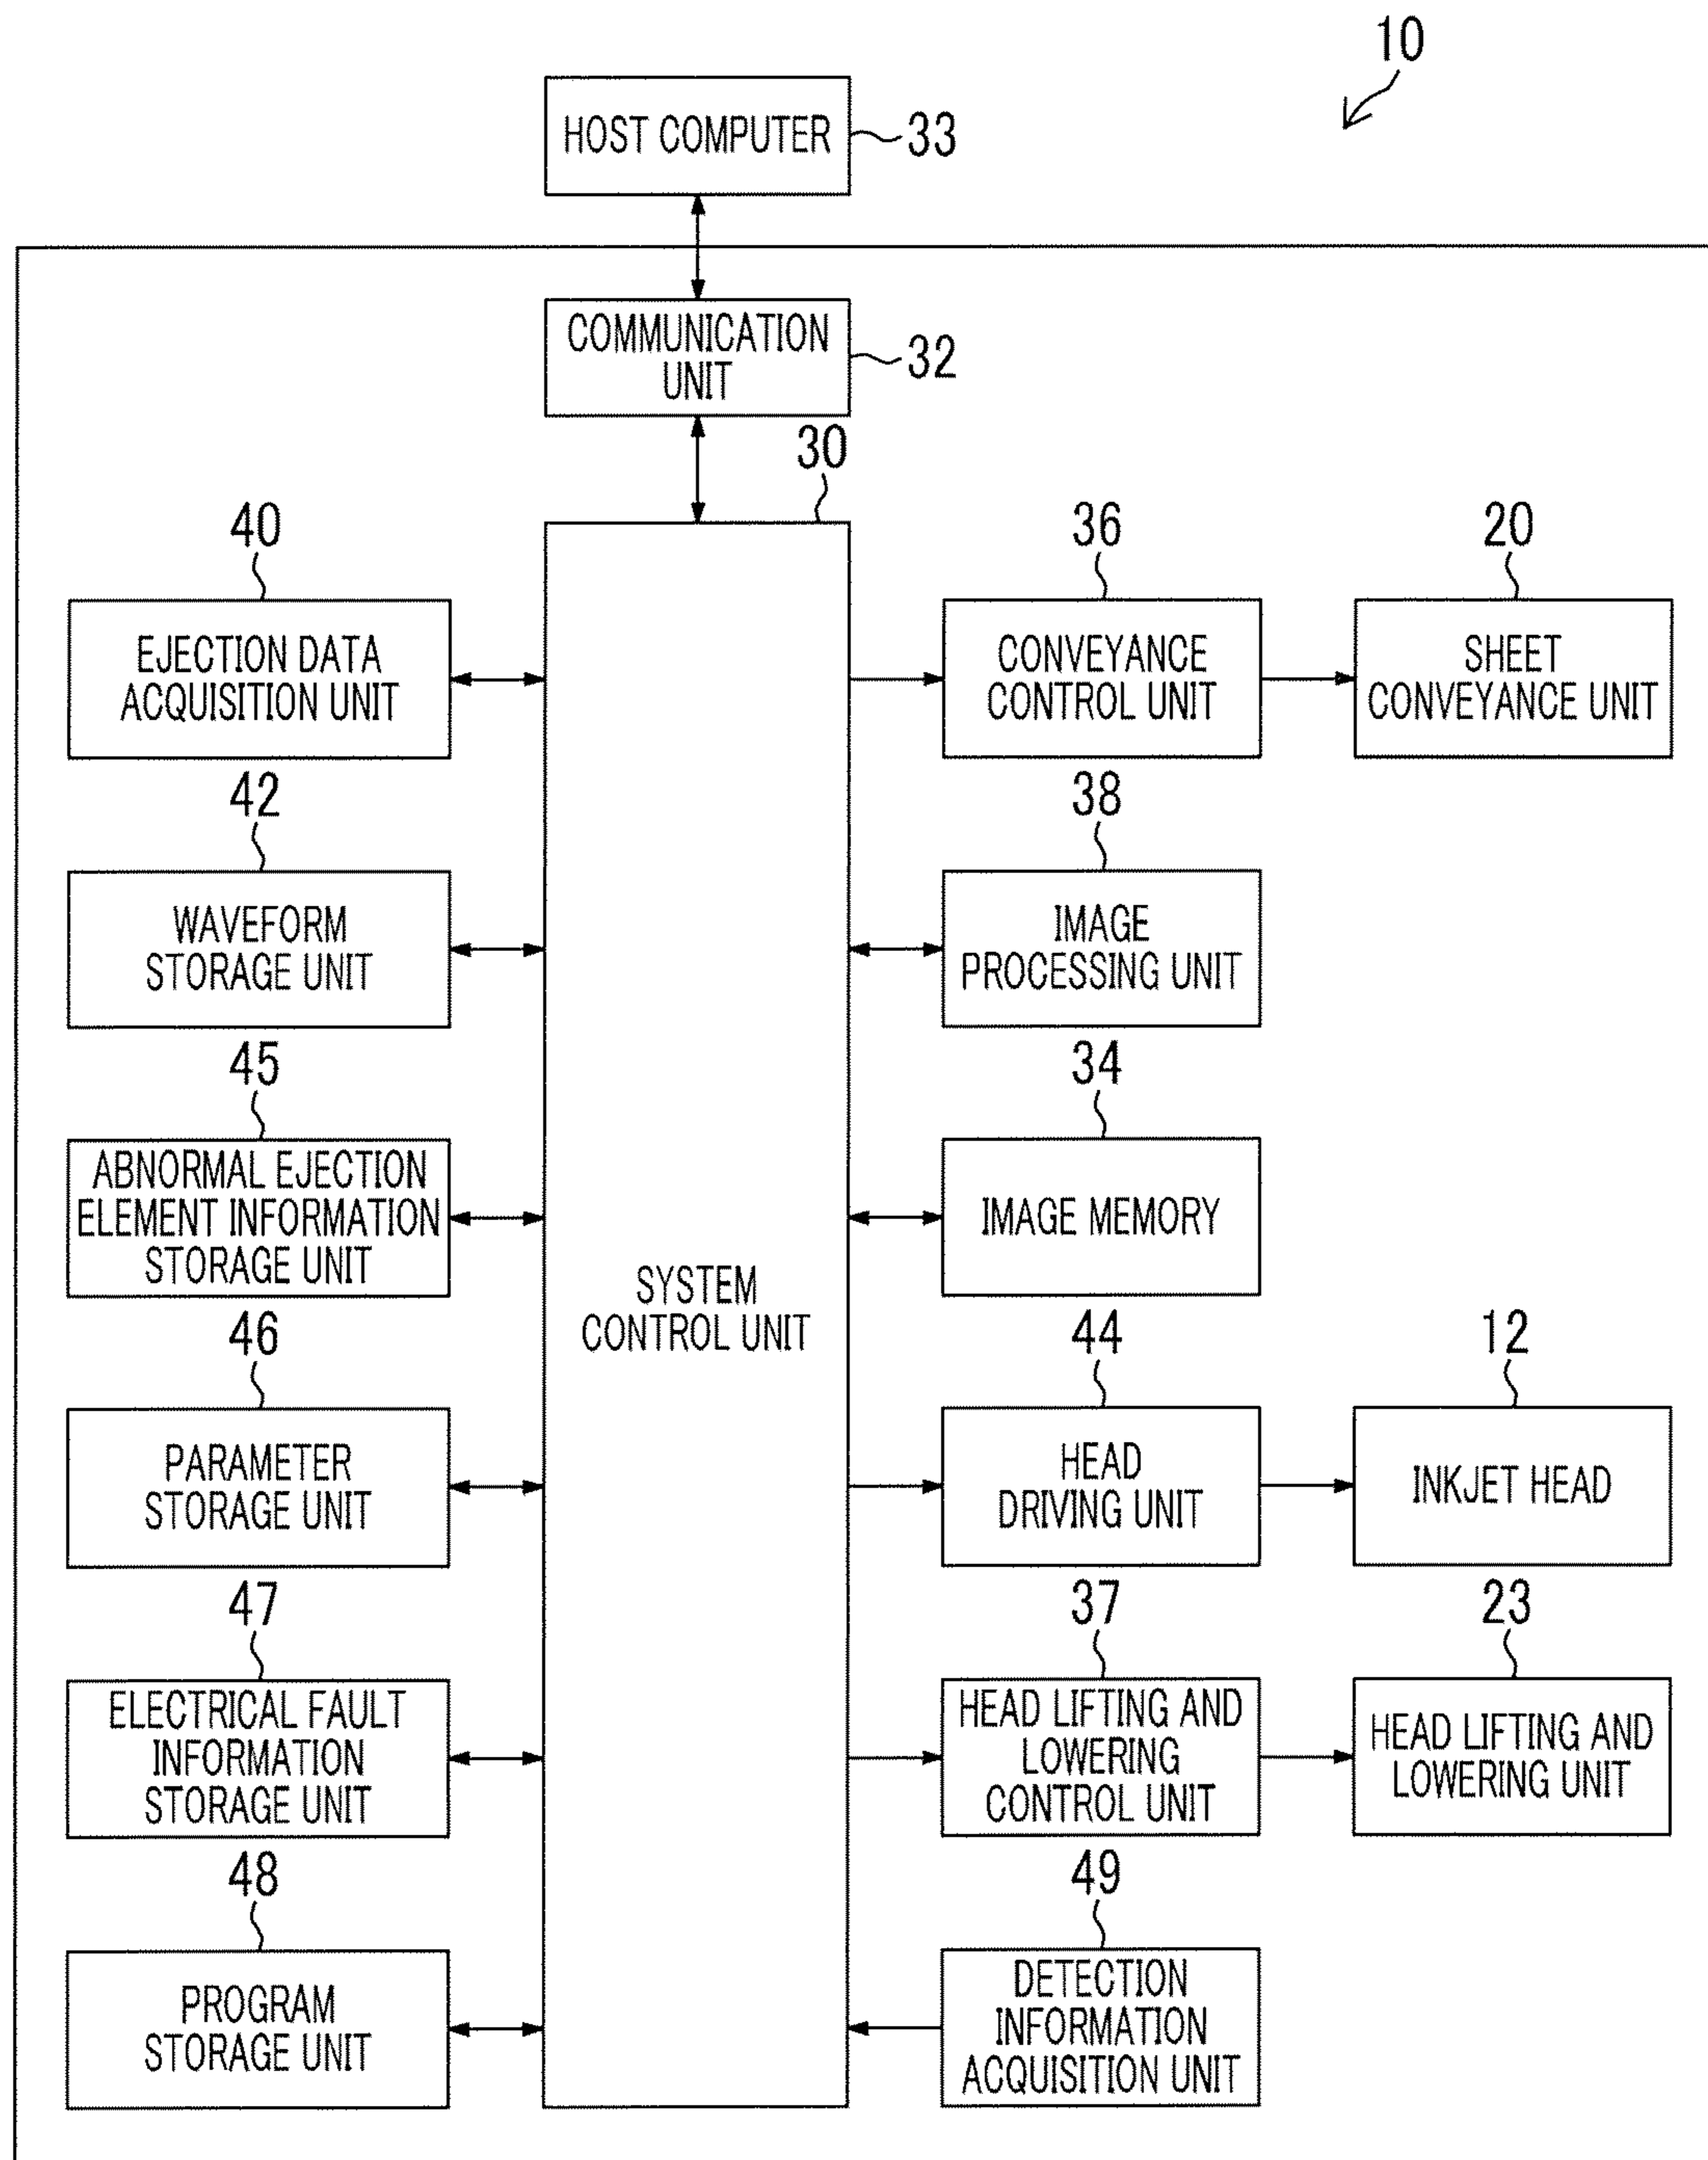 10
HOST COMPUTER
33
COMMUNICATION
UNIT
32
30
SYSTEM
CONTROL UNIT
40
EJECTION DATA
ACQUISITION UNIT
42
WAVEFORM
STORAGE UNIT
45
ABNORMAL EJECTION
ELEMENT INFORMATION
STORAGE UNIT
46
PARAMETER
STORAGE UNIT
47
ELECTRICAL FAULT
INFORMATION
STORAGE UNIT
48
PROGRAM
STORAGE UNIT
36
CONVEYANCE
CONTROL UNIT
20
SHEET
CONVEYANCE UNIT
38
IMAGE
PROCESSING UNIT
34
IMAGE MEMORY
44
HEAD
DRIVING UNIT
12
INKJET HEAD
37
HEAD LIFTING AND
LOWERING
CONTROL UNIT
23
HEAD LIFTING AND
LOWERING UNIT
49
DETECTION
INFORMATION
ACQUISITION UNIT